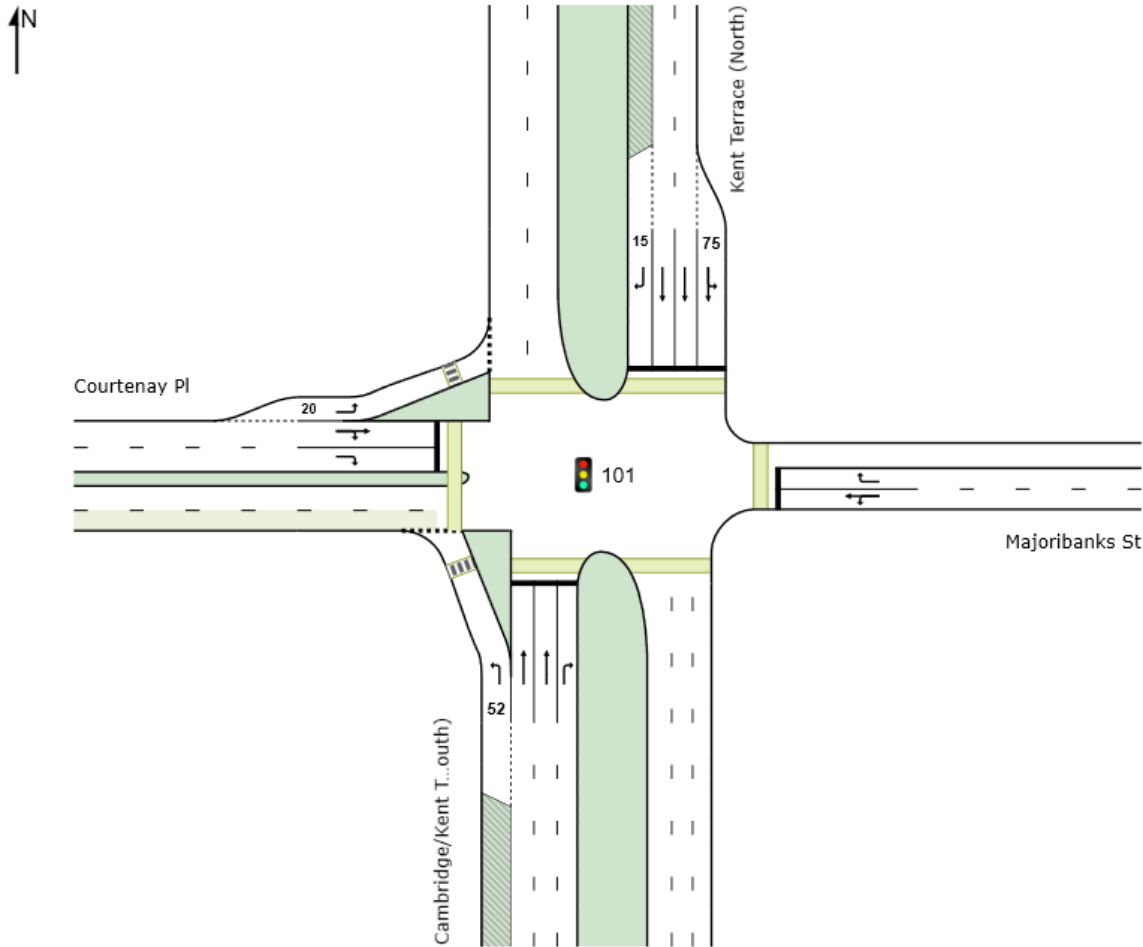 N
Kent Terrace (North)
15
75
Courtenay Pl
20
101
Majoribanks St
52
Cambridge/Kent T...outh)